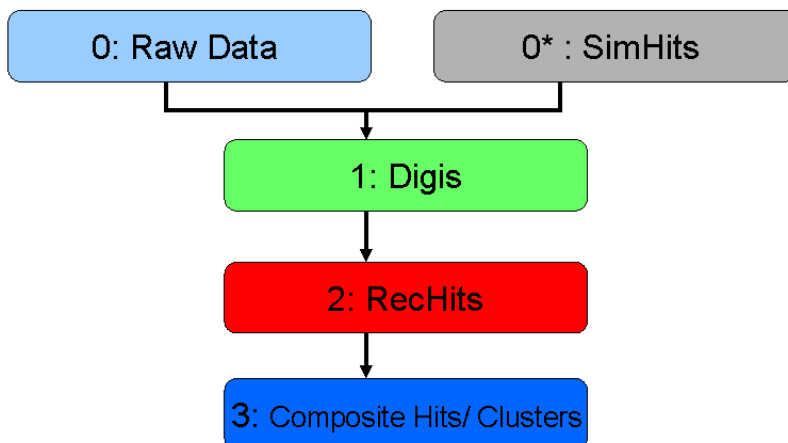 0: Raw Data
0* : SimHits
1: Digis
2: RecHits
3: Composite Hits/ Clusters